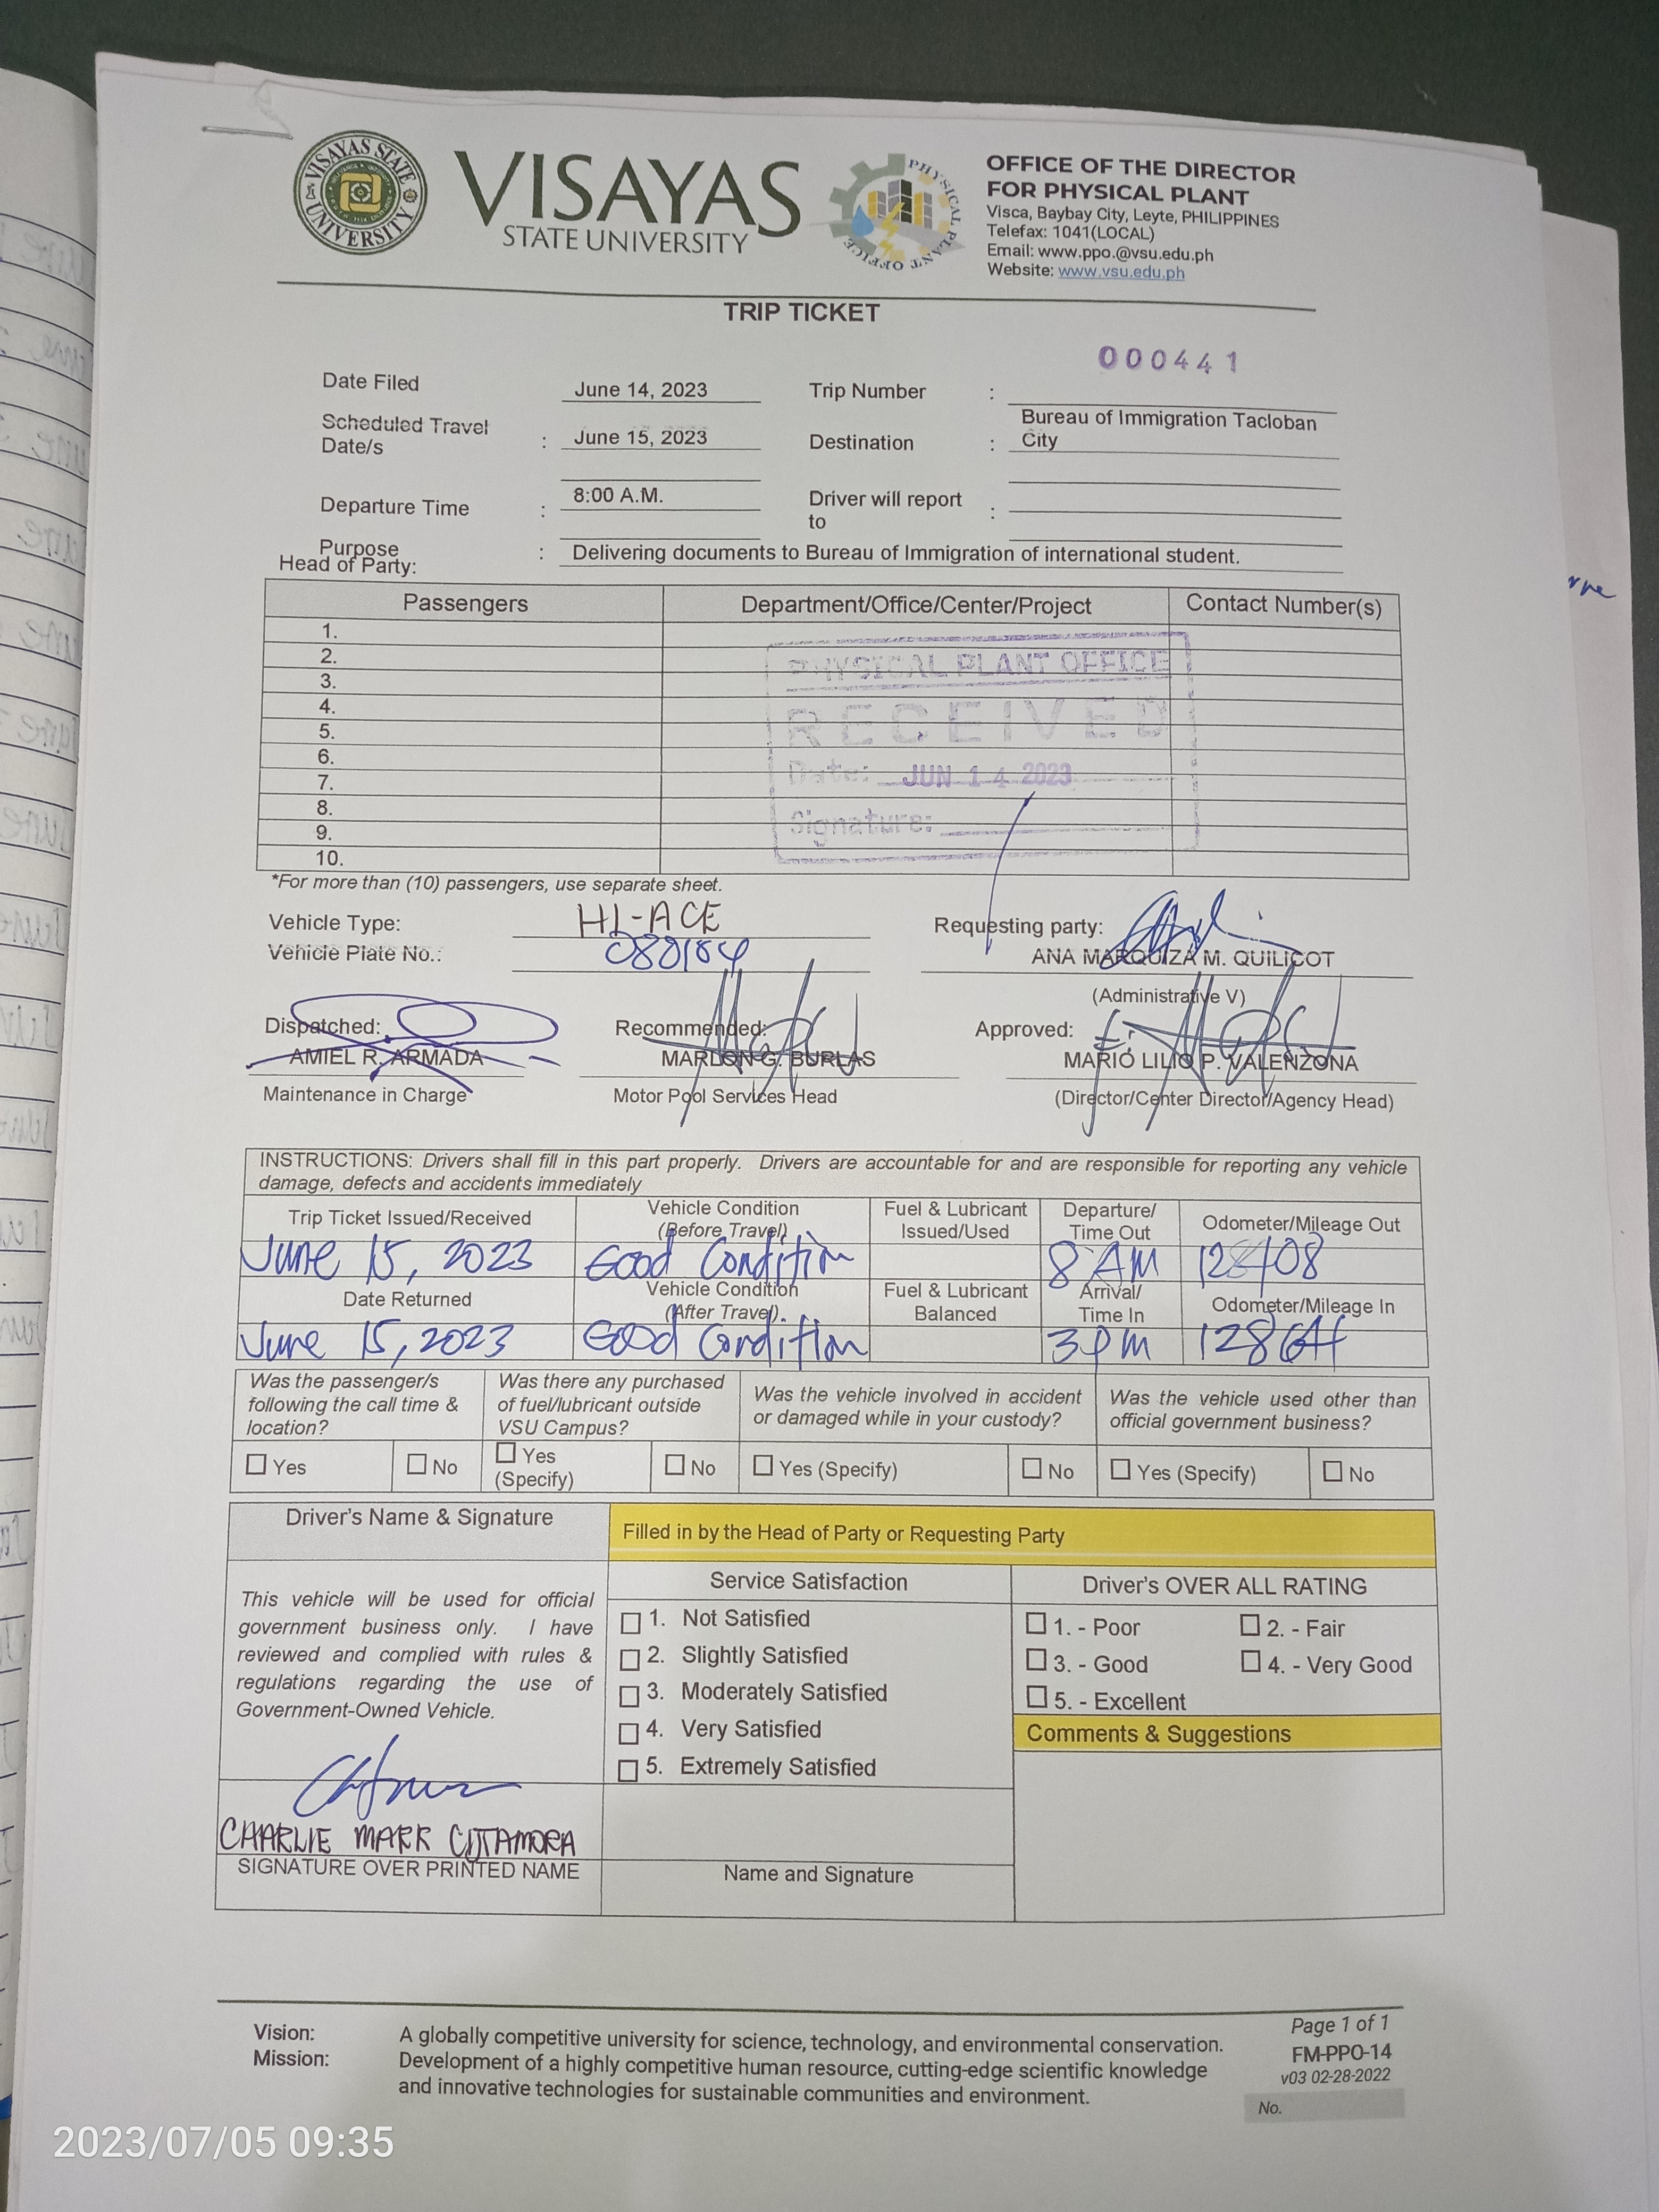 VISAYAS STATE UNIVERSITY
VISAYAS
STATE UNIVERSITY
PHYSICAL PLANT OFFICE
OFFICE OF THE DIRECTOR
FOR PHYSICAL PLANT
Visca, Baybay City, Leyte, PHILIPPINES
Telefax: 1041(LOCAL)
Email: www.ppo.@vsu.edu.ph
Website: www.vsu.edu.ph
TRIP TICKET
000441
Date Filed June 14, 2023 Trip Number :
Scheduled Travel Date/s : June 15, 2023 Destination : Bureau of Immigration Tacloban City
Departure Time : 8:00 A.M. Driver will report to :
Purpose : Delivering documents to Bureau of Immigration of international student.
Head of Party:
Passengers Department/Office/Center/Project Contact Number(s)
1.
2.
3.
4.
5.
6.
7.
8.
9.
10.
PHYSICAL PLANT OFFICE
RECEIVED
Date: JUN 14 2023
Signature:
*For more than (10) passengers, use separate sheet.
Vehicle Type: HI-ACE Requesting party:
Vehicle Plate No.: 080184 ANA MARQUIZA M. QUILICOT
(Administrative V)
Dispatched: Recommended: Approved:
AMIEL R. ARMADA MARLON G. BURLAS MARIO LILIO P. VALENZONA
Maintenance in Charge Motor Pool Services Head (Director/Center Director/Agency Head)
INSTRUCTIONS: Drivers shall fill in this part properly. Drivers are accountable for and are responsible for reporting any vehicle
damage, defects and accidents immediately
Trip Ticket Issued/Received Vehicle Condition (Before Travel) Fuel & Lubricant Issued/Used Departure/ Time Out Odometer/Mileage Out
June 15, 2023 Good Condition 8 AM
Date Returned Vehicle Condition (After Travel). Fuel & Lubricant Balanced Arrival/ Time In Odometer/Mileage In
June 15, 2023 Good Condition 3pm
Was the passenger/s following the call time & location? Was there any purchased of fuel/lubricant outside VSU Campus? Was the vehicle involved in accident or damaged while in your custody? Was the vehicle used other than official government business?
Yes No Yes (Specify) No Yes (Specify) No Yes (Specify) No
Driver's Name & Signature Filled in by the Head of Party or Requesting Party
This vehicle will be used for official
government business only. I have
reviewed and complied with rules &
regulations regarding the use of
Government-Owned Vehicle.
CHARLIE MARK
SIGNATURE OVER PRINTED NAME
Service Satisfaction
1. Not Satisfied
2. Slightly Satisfied
3. Moderately Satisfied
4. Very Satisfied
5. Extremely Satisfied
Name and Signature
Driver's OVER ALL RATING
1. - Poor 2. - Fair
3. - Good 4. - Very Good
5. - Excellent
Comments & Suggestions
Vision: A globally competitive university for science, technology, and environmental conservation.
Mission: Development of a highly competitive human resource, cutting-edge scientific knowledge
and innovative technologies for sustainable communities and environment.
Page 1 of 1
FM-PPO-14
v03 02-28-2022
No.
2023/07/05 09:35